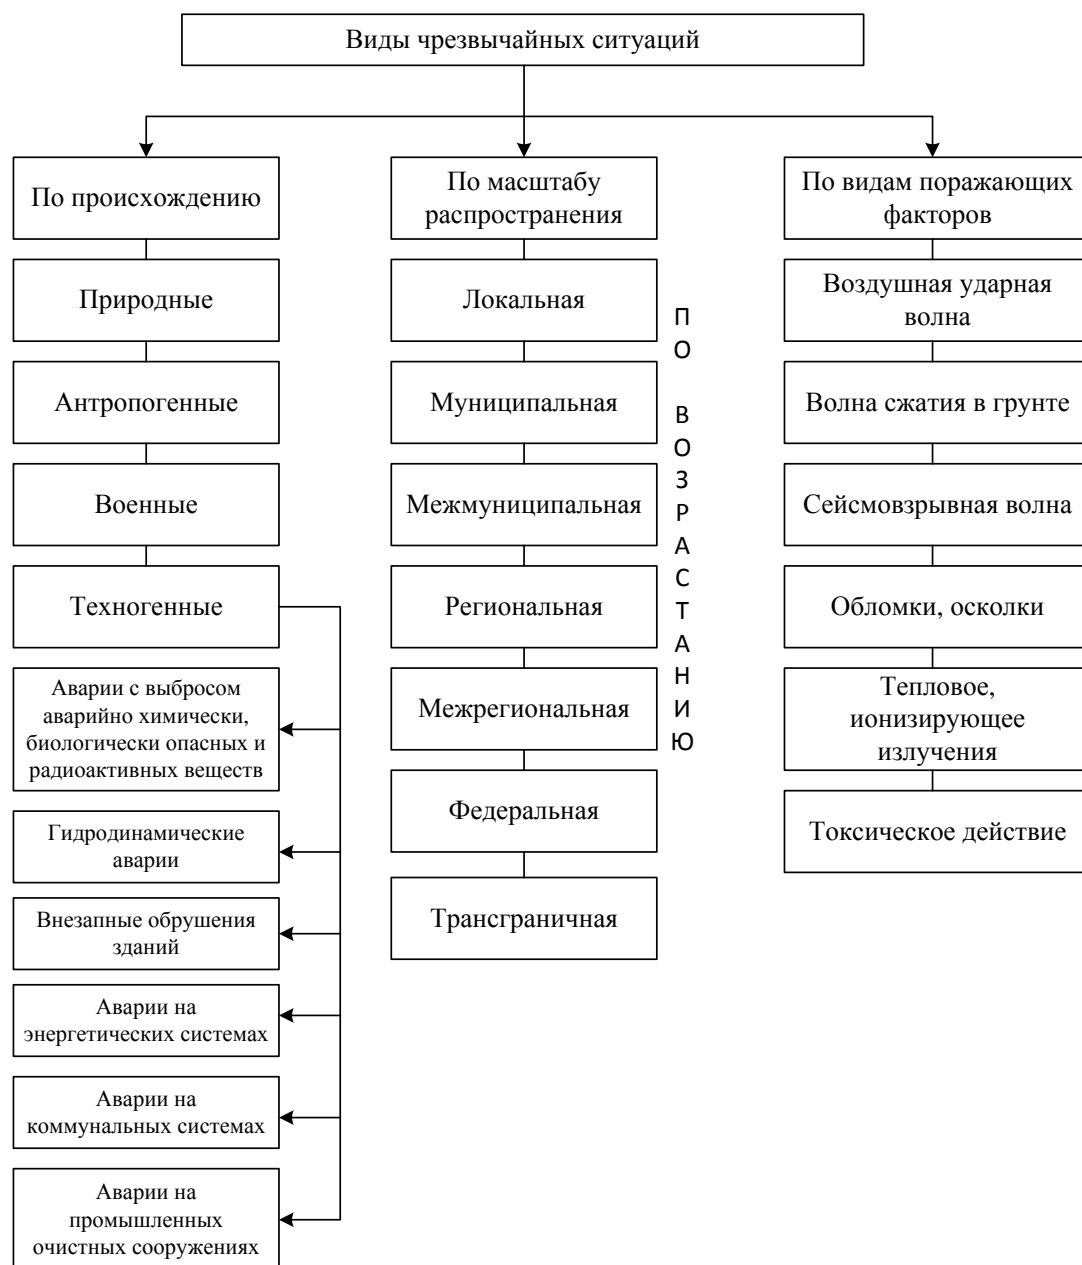 Виды чрезвычайных ситуаций
По происхождению
Природные
Антропогенные
Военные
Техногенные
Аварии с выбросом
аварийно химически,
биологически опасных и
радиоактивных веществ
Гидродинамические
аварии
Внезапные обрушения
зданий
Аварии на
энергетических системах
Аварии на
коммунальных системах
Аварии на
промышленных
очистных сооружениях
По масштабу
распространения
Локальная
Муниципальная
Межмуниципальная
Региональная
Межрегиональная
Федеральная
Трансграничная
ПО ВОЗРАСТАНИЮ
По видам поражающих
факторов
Воздушная ударная
волна
Волна сжатия в грунте
Сейсмовзрывная волна
Обломки, осколки
Тепловое,
ионизирующее
излучения
Токсическое действие